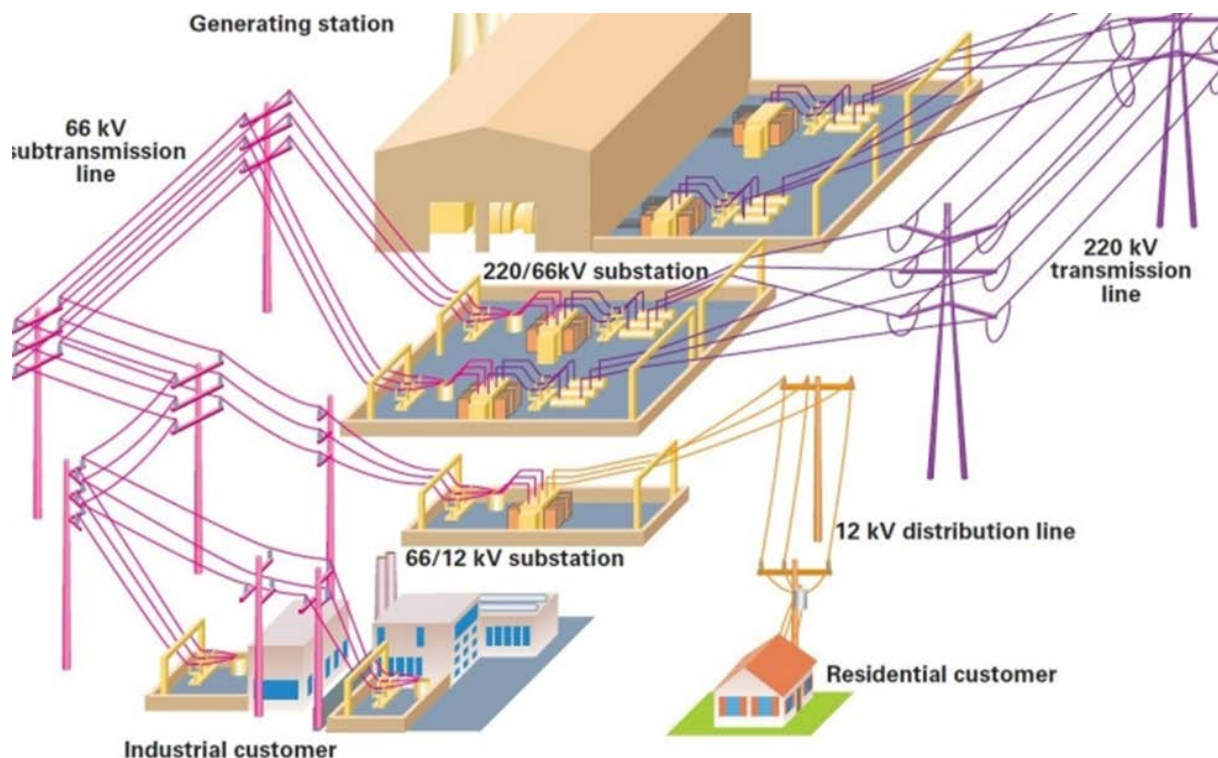 Generating station
66 kV
subtransmission
line
220/66kV substation
220 kV
transmission
line
12 kV distribution line
66/12 kV substation
Residential customer
Industrial customer